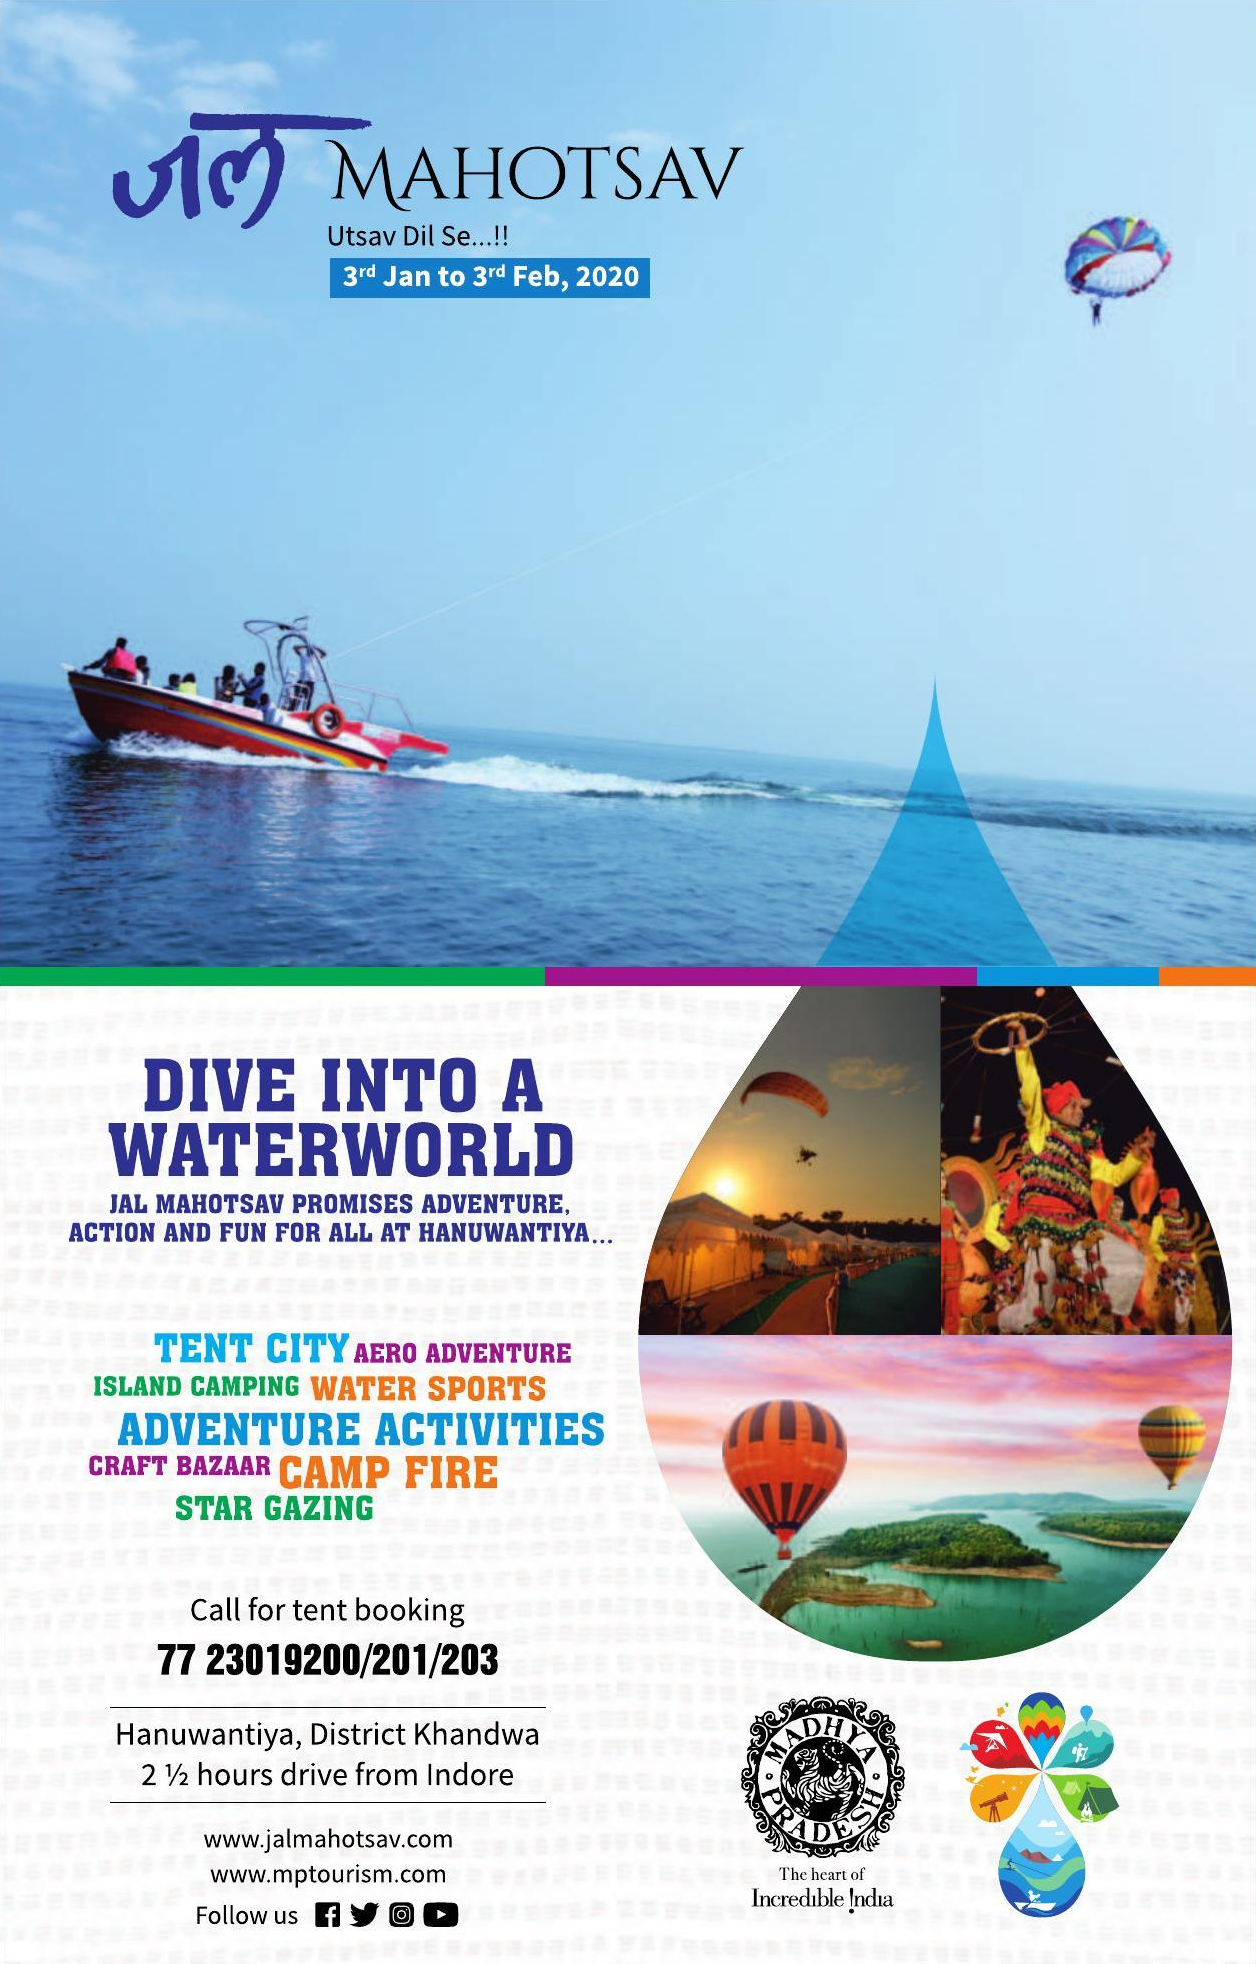 जल MAHOTSAV
Utsav Dil Se...!!
3rd Jan to 3rd Feb, 2020
DIVE INTO A
WATERWORLD
JAL MAHOTSAV PROMISES ADVENTURE,
ACTION AND FUN FOR ALL AT HANUWANTIYA...
TENT CITY AERO ADVENTURE
ISLAND CAMPING WATER SPORTS
ADVENTURE ACTIVITIES
CRAFT BAZAAR CAMP FIRE
STAR GAZING
Call for tent booking
77 23019200/201/203
Hanuwantiya, District Khandwa
2 ½ hours drive from Indore
www.jalmahotsav.com
www.mptourism.com
Follow us
MADHYA
PRADESH
The heart of
Incredible !ndia